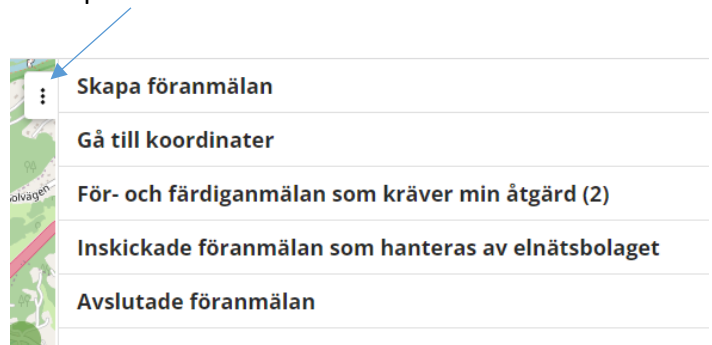 Skapa föranmälan
Gå till koordinater
För- och färdiganmälan som kräver min åtgärd (2)
olvägen
Inskickade föranmälan som hanteras av elnätsbolaget
Avslutade föranmälan